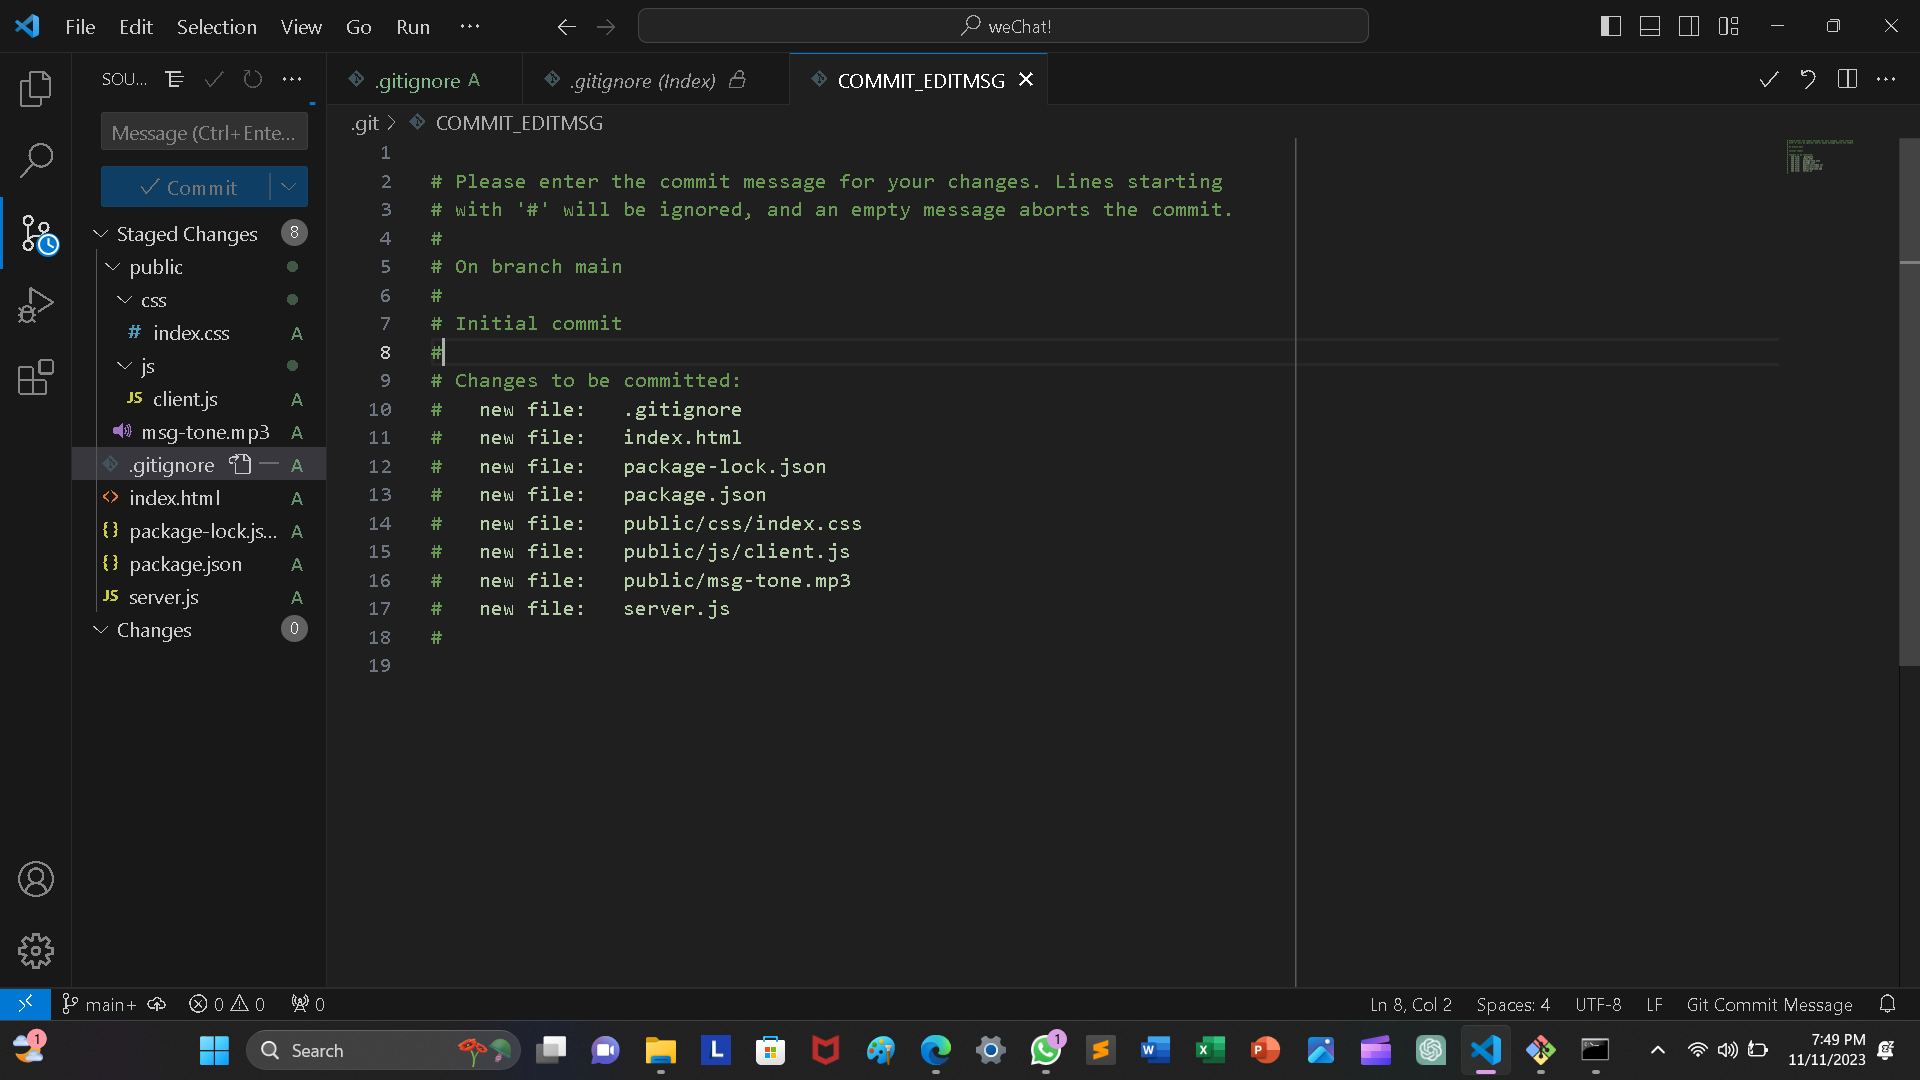 File Edit Selection View Go Run ···
weChat!
SOU...
.gitignore A
.gitignore (Index)
COMMIT_EDITMSG
Message (Ctrl+Ente...
Commit
Staged Changes 8
public
css
# index.css A
js
JS client.js A
msg-tone.mp3 A
.gitignore A
<> index.html A
{} package-lock.js... A
{} package.json A
JS server.js A
Changes 0
.git > COMMIT_EDITMSG
1
2 # Please enter the commit message for your changes. Lines starting
3 # with '#' will be ignored, and an empty message aborts the commit.
4 #
5 # On branch main
6 #
7 # Initial commit
8 #
9 # Changes to be committed:
10 # new file: .gitignore
11 # new file: index.html
12 # new file: package-lock.json
13 # new file: package.json
14 # new file: public/css/index.css
15 # new file: public/js/client.js
16 # new file: public/msg-tone.mp3
17 # new file: server.js
18 #
19
main+ 0 0 0
Ln 8, Col 2 Spaces: 4 UTF-8 LF Git Commit Message
1
Search
L
1
W
X
P
7:49 PM
11/11/2023